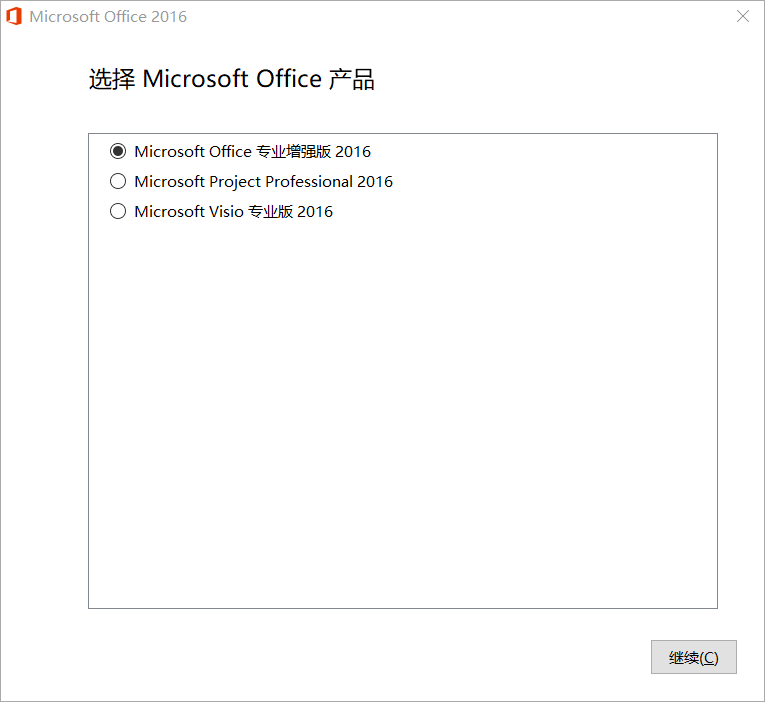 Microsoft Office 2016
选择 Microsoft Office 产品
Microsoft Office 专业增强版 2016
Microsoft Project Professional 2016
Microsoft Visio 专业版 2016
继续(C)